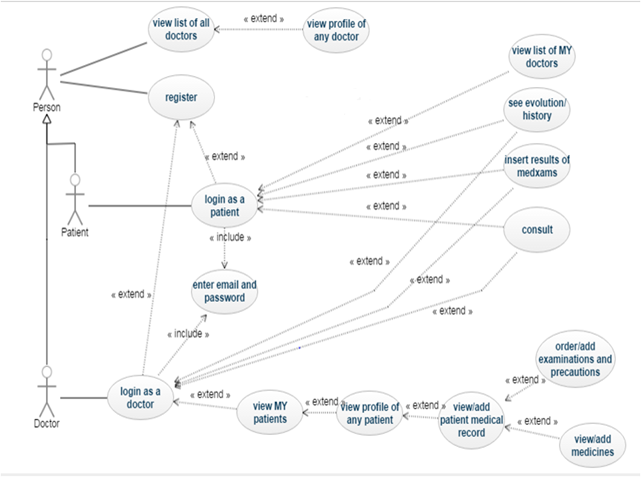 view list of all
doctors
« extend »
view profile of
any doctor
view list of MY
doctors
Person
register
see evolution/
history
« extend »
« extend »
« extend »
insert results of
medxams
« extend »
login as a
patient
« extend »
Patient
consult
« include »
« extend »
enter email and
password
« extend »
« extend »
« extend »
« include »
order/add
examinations and
precautions
« extend »
login as a
doctor
« extend »
view MY
patients
« extend »
view profile of
any patient
« extend »
view/add
patient medical
record
« extend »
Doctor
view/add
medicines